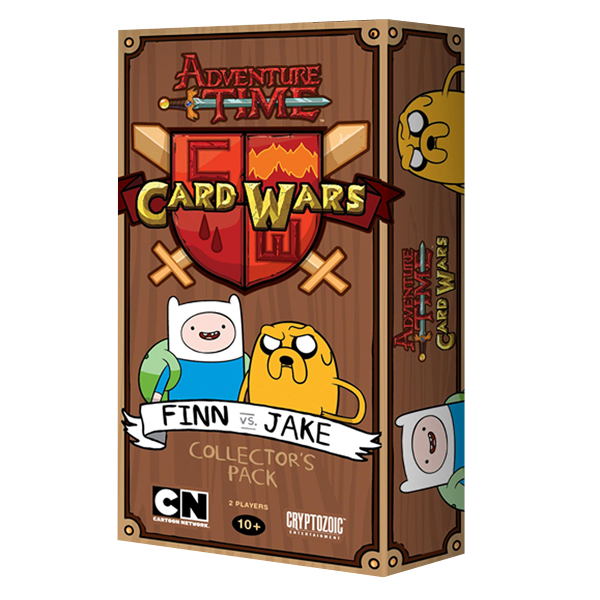 ADVENTURE
TIME
CARD WARS
FINN VS. JAKE
COLLECTOR'S
PACK
CN
CARTOON NETWORK
2 PLAYERS
10+
CRYPTOZOIC
ENTERTAINMENT
ADVENTURE
TIME
CARD WARS